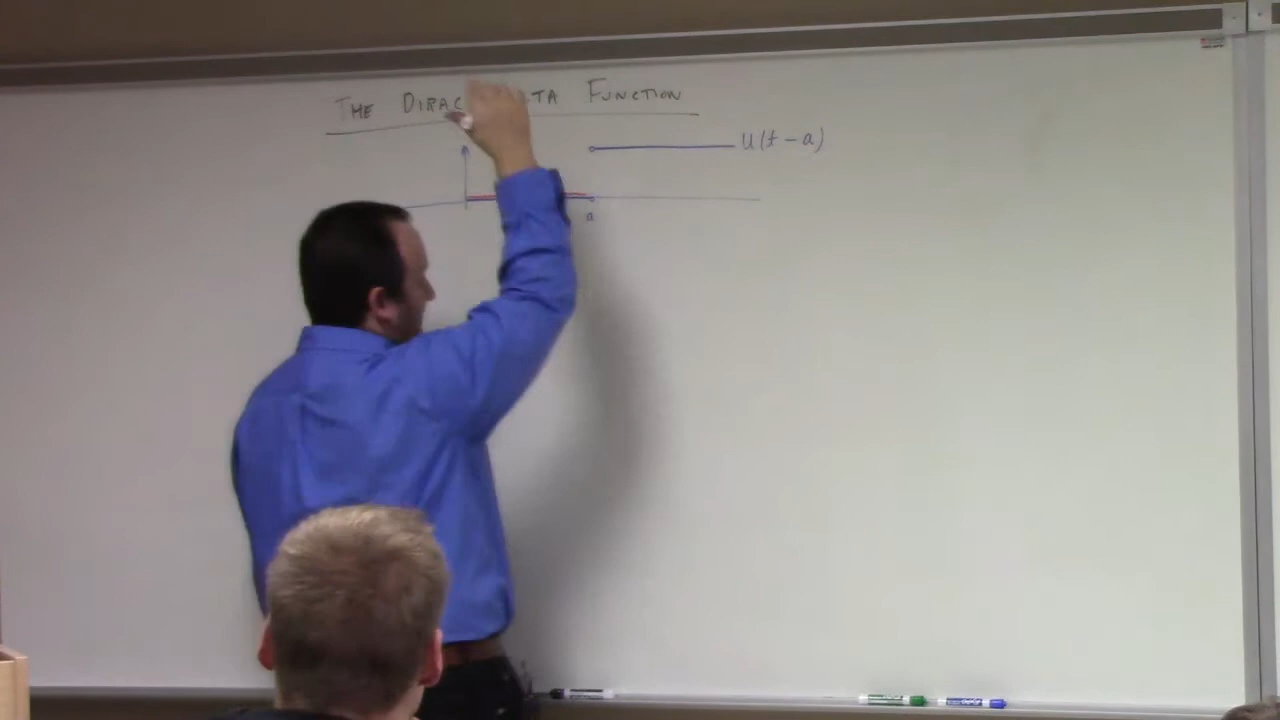 THE DIRAC TA FUNCTION
U(t - a)
a